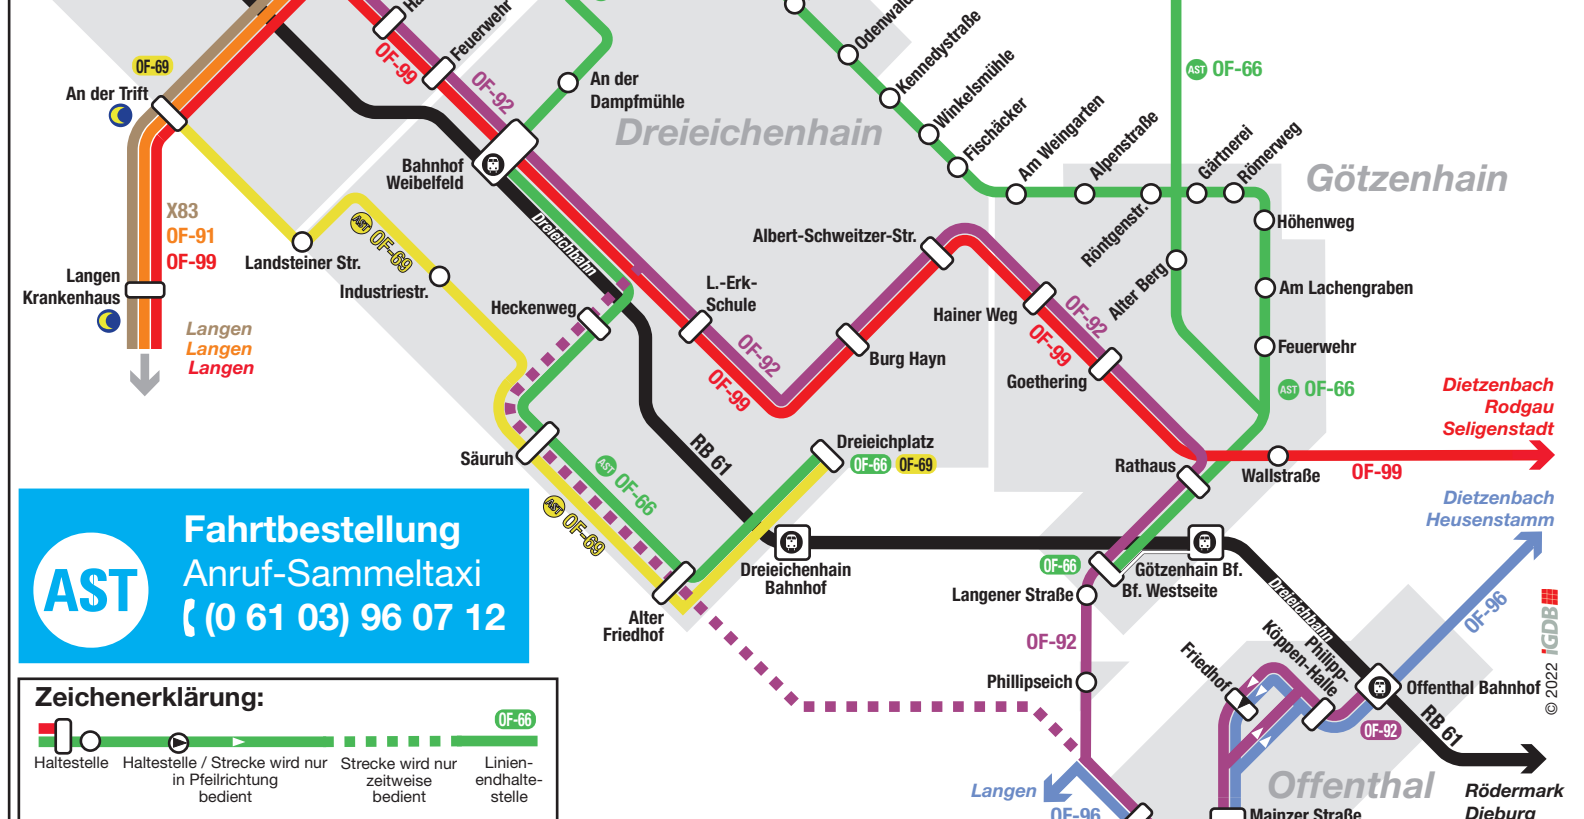 Ha
Feuerwehr
OF-99
OF-92
OF-69
An der Trift
An der
Dampfmühle
Odenwald
Kennedystraße
Winkelsmühle
Fischäcker
Am Weingarten
Alpenstraße
Gärtnerei
Römerweg
AST OF-66
Dreieichenhain
Götzenhain
Bahnhof
Weibelfeld
Dreieichbahn
X83
OF-91
OF-99
Landsteiner Str.
AST OF-69
Industriestr.
Langen
Krankenhaus
Langen
Langen
Langen
Heckenweg
L.-Erk-
Schule
Albert-Schweitzer-Str.
Röntgenstr.
Höhenweg
Alter Berg
Am Lachengraben
Hainer Weg
OF-92
OF-99
Burg Hayn
OF-92
OF-99
Goethering
Feuerwehr
AST OF-66
Dietzenbach
Rodgau
Seligenstadt
Säuruh
RB 61
Dreieichplatz
OF-66 OF-69
Rathaus
Wallstraße
OF-99
AST OF-66
AST OF-69
Dietzenbach
Heusenstamm
AST
Fahrtbestellung
Anruf-Sammeltaxi
(0 61 03) 96 07 12
Dreieichenhain
Bahnhof
OF-66
Götzenhain Bf.
Bf. Westseite
Langener Straße
Alter
Friedhof
OF-92
Dreieichbahn
OF-96
Phillipseich
Friedhof
Philipp-
Köppen-Halle
Offenthal Bahnhof
OF-92
RB 61
© 2022 iGDB
Offenthal
Langen
OF-96
Mainzer Straße
Rödermark
Dieburg
Zeichenerklärung:
OF-66
Haltestelle
Haltestelle / Strecke wird nur
in Pfeilrichtung
bedient
Strecke wird nur
zeitweise
bedient
Linien-
endhalte-
stelle